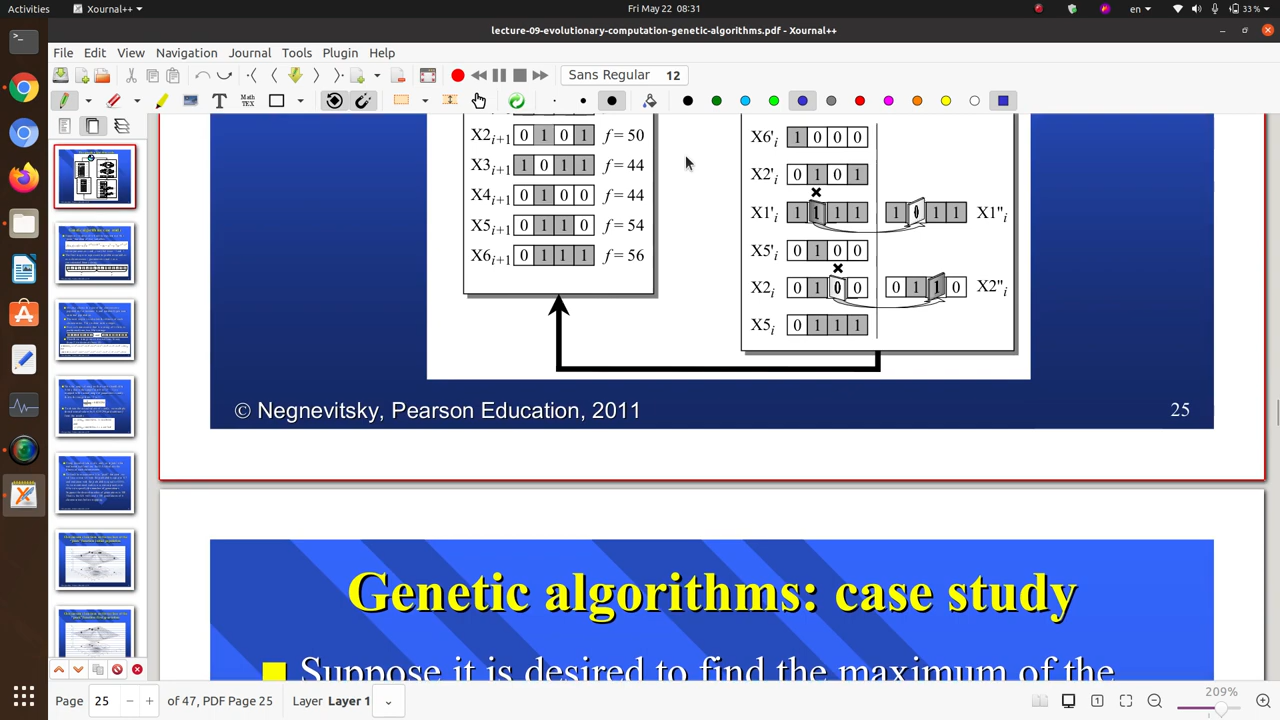 Activities Xournal++ Fri May 22 08:31 en 33 %
lecture-09-evolutionary-computation-genetic-algorithms.pdf - Xournal++
File Edit View Navigation Journal Tools Plugin Help
Sans Regular 12
X2i+1 0 1 0 1 f = 50
X3i+1 1 0 1 1 f = 44
X4i+1 0 1 0 0 f = 44
X5i+1 0 1 1 0 f = 54
X6i+1 0 1 1 1 f = 56
X6'i 1 0 0 0
X2'i 0 1 0 1
X1'i 1 1 1 1 1 0 1 1 X1"i
X5'i 0 1 0 0
X2i 0 1 0 0 0 1 1 0 X2"i
X5i 0 1 1 1
© Negnevitsky, Pearson Education, 2011 25
Genetic algorithms: case study
Suppose it is desired to find the maximum of the
Page 25 of 47, PDF Page 25 Layer Layer 1 209%